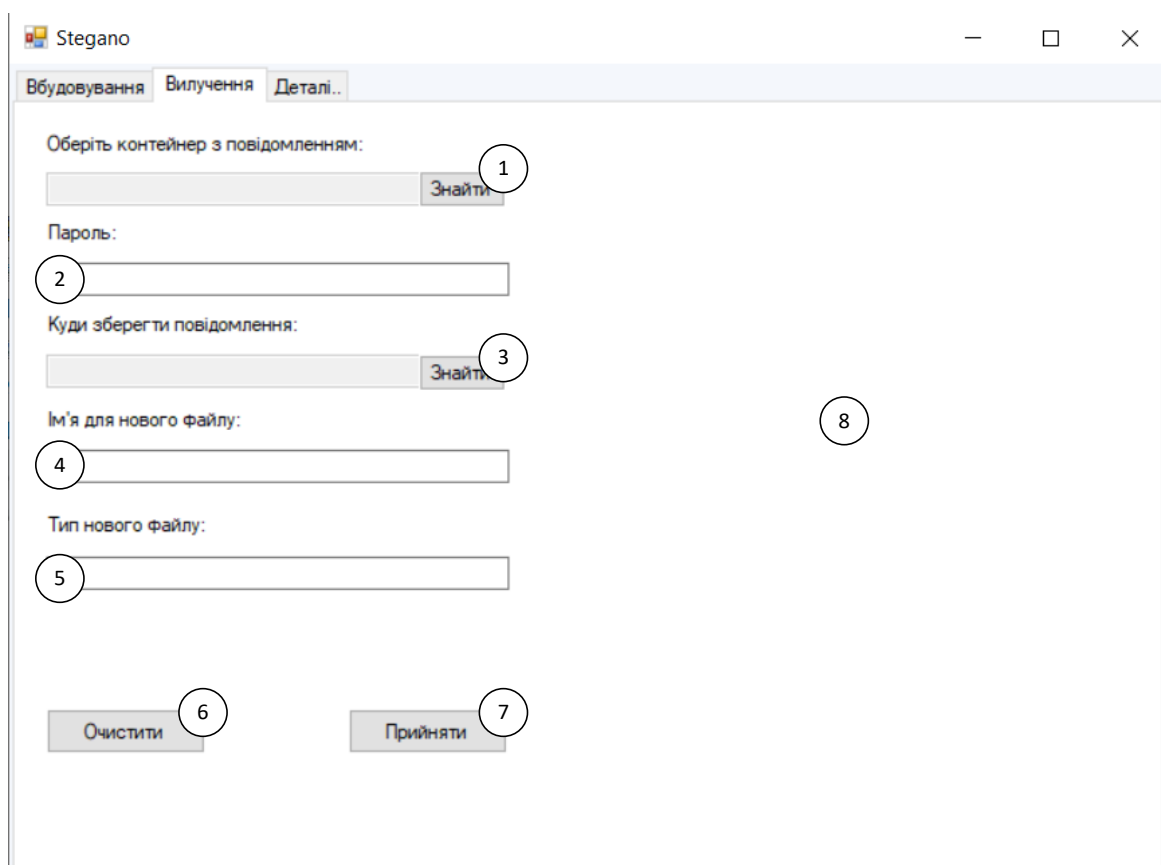 Stegano
Вбудовування Вилучення Деталі..
Оберіть контейнер з повідомленням:
1
Знайти
Пароль:
2
Куди зберегти повідомлення:
3
Знайти
Ім'я для нового файлу:
8
4
Тип нового файлу:
5
6 7
Очистити Прийняти